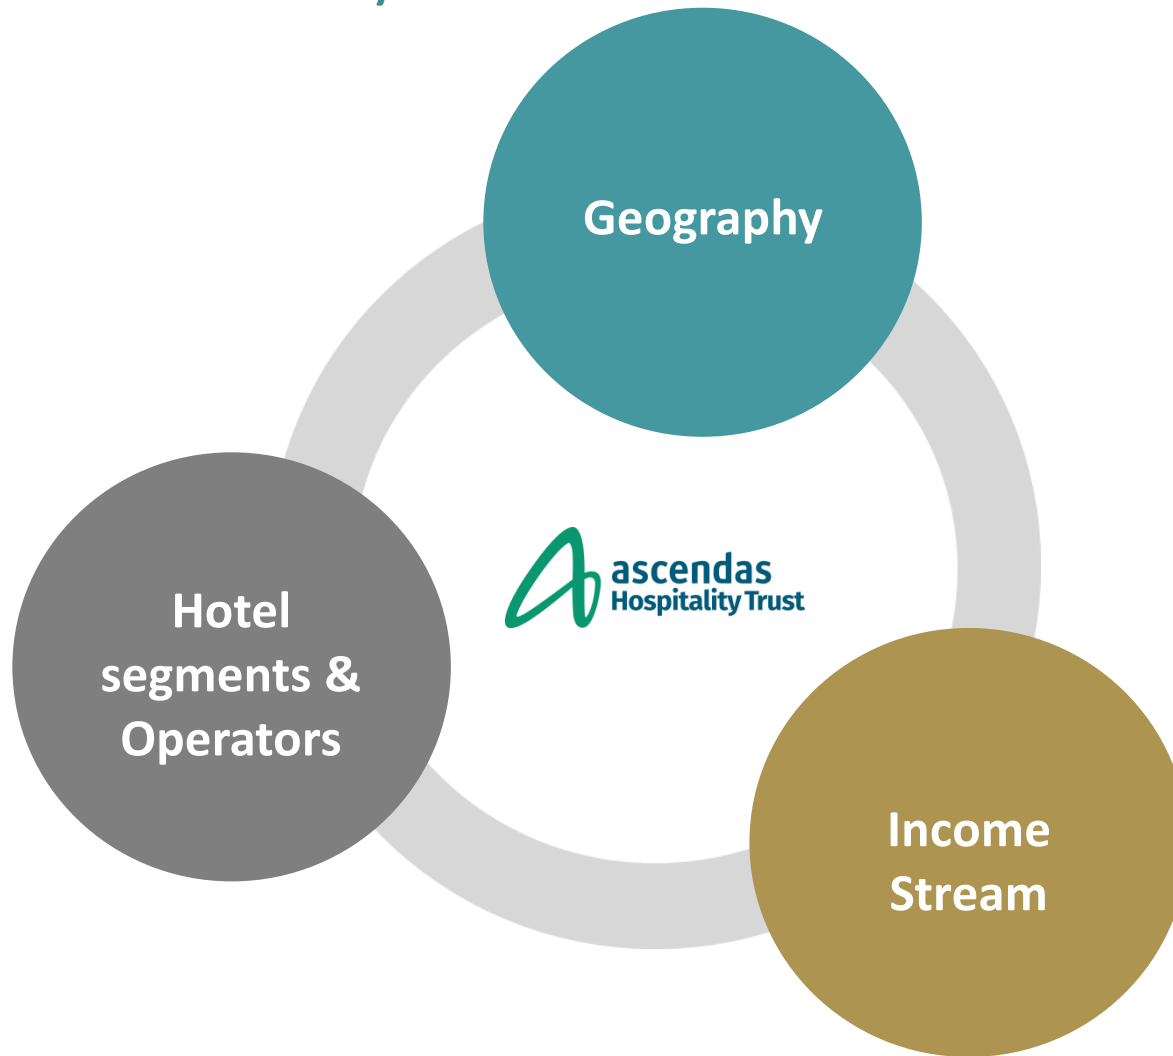 Geography
Hotel
segments &
Operators
ascendas
Hospitality Trust
Income
Stream